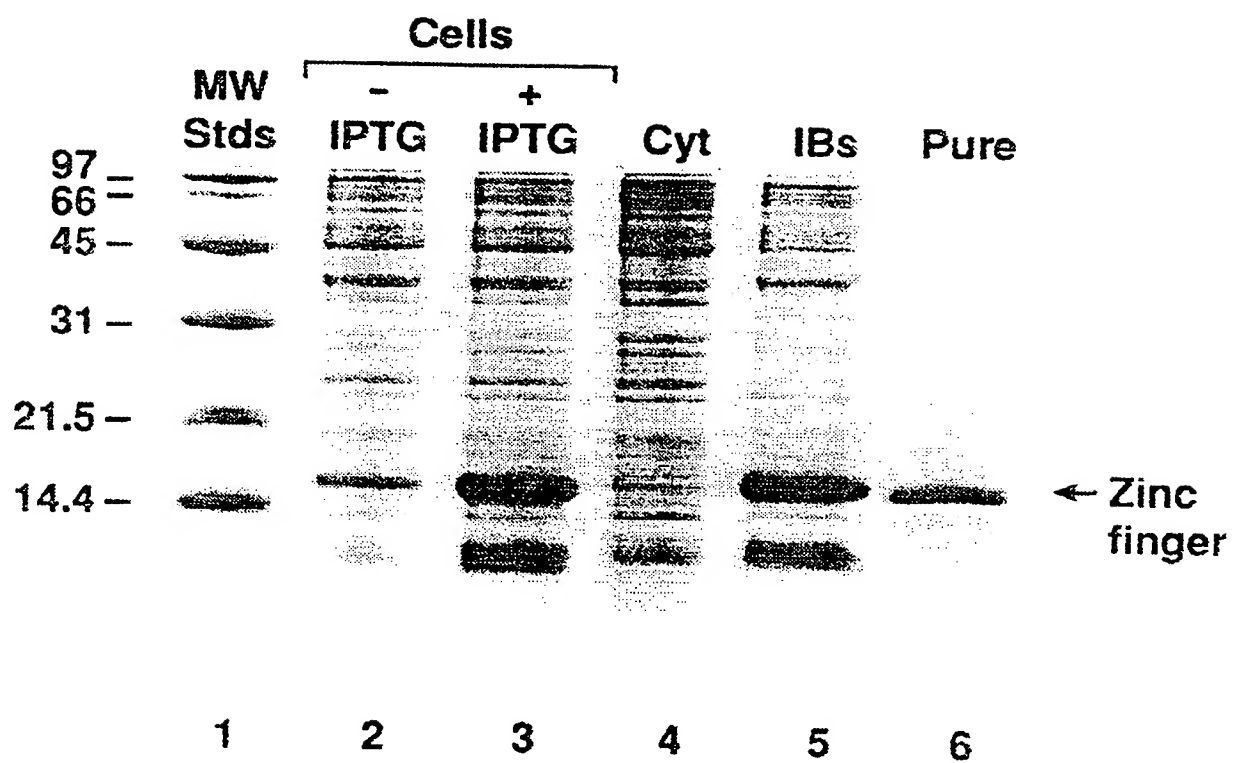 Cells
MW
Stds
-
IPTG
+
IPTG
Cyt
IBs
Pure
97
66
45
31
21.5
14.4
Zinc
finger
1 2 3 4 5 6